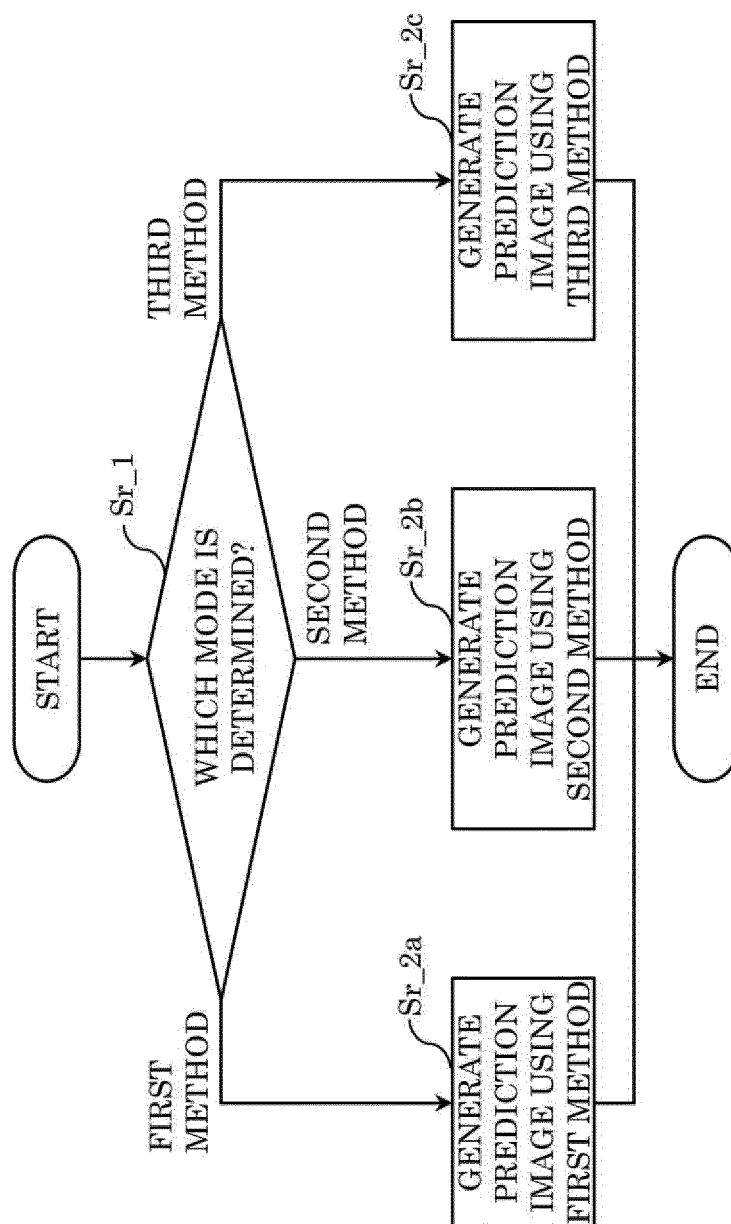 START
Sr_1
WHICH MODE IS
DETERMINED?
FIRST
METHOD
SECOND
METHOD
THIRD
METHOD
Sr_2a
GENERATE
PREDICTION
IMAGE USING
FIRST METHOD
Sr_2b
GENERATE
PREDICTION
IMAGE USING
SECOND METHOD
Sr_2c
GENERATE
PREDICTION
IMAGE USING
THIRD METHOD
END